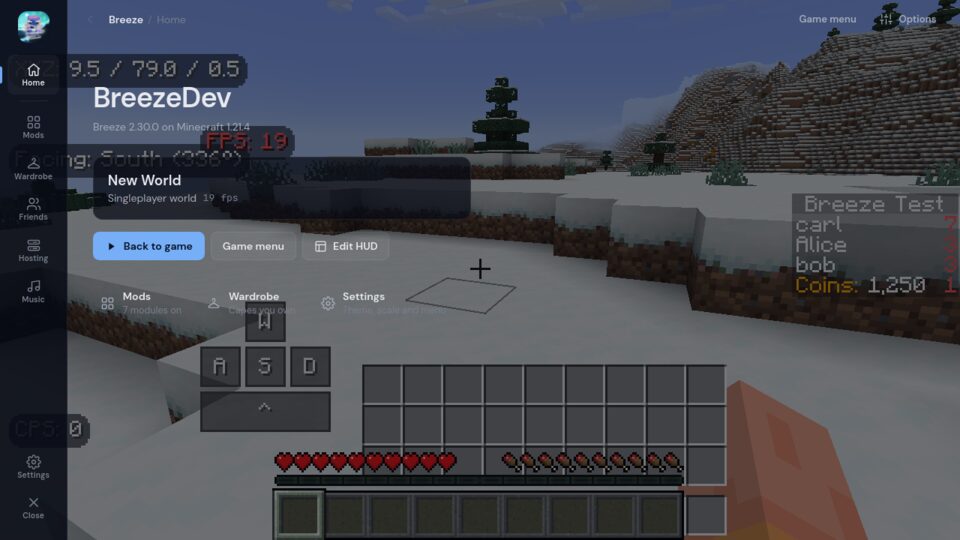 Breeze / Home
Game menu
Options
9.5 / 79.0 / 0.5
Home
BreezeDev
Breeze 2.30.0 on Minecraft 1.21.4
FPS: 19
Mods
Facing: South
Wardrobe
New World
Singleplayer world 19 fps
Friends
Breeze Test
carl
Alice
bob
Coins: 1,250
Hosting
Back to game
Game menu
Edit HUD
Music
Mods
7 modules on
Wardrobe
Capes you own
Settings
Theme, scale and menu
W
A S D
^
CPS: 0
Settings
Close